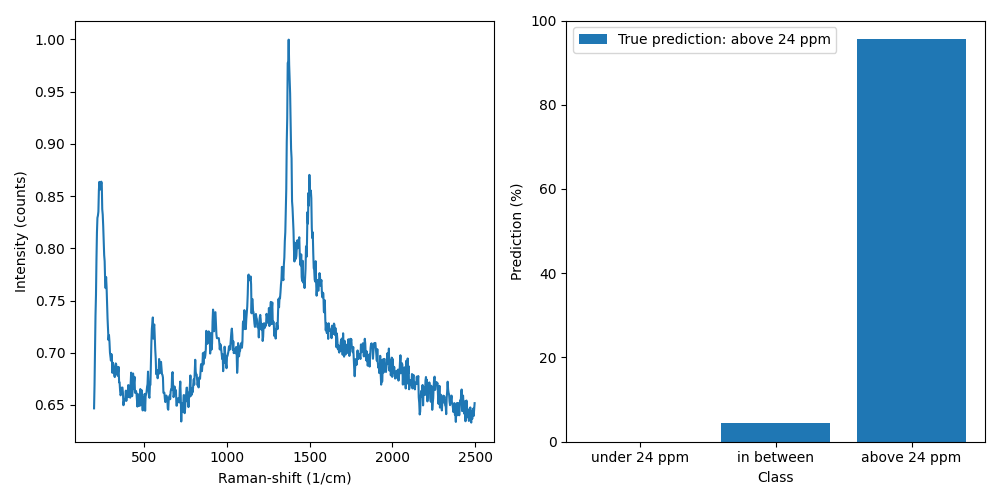 1.00
0.95
0.90
0.85
0.80
0.75
0.70
0.65
Intensity (counts)
500 1000 1500 2000 2500
Raman-shift (1/cm)
True prediction: above 24 ppm
100
80
60
40
20
0
Prediction (%)
under 24 ppm in between above 24 ppm
Class